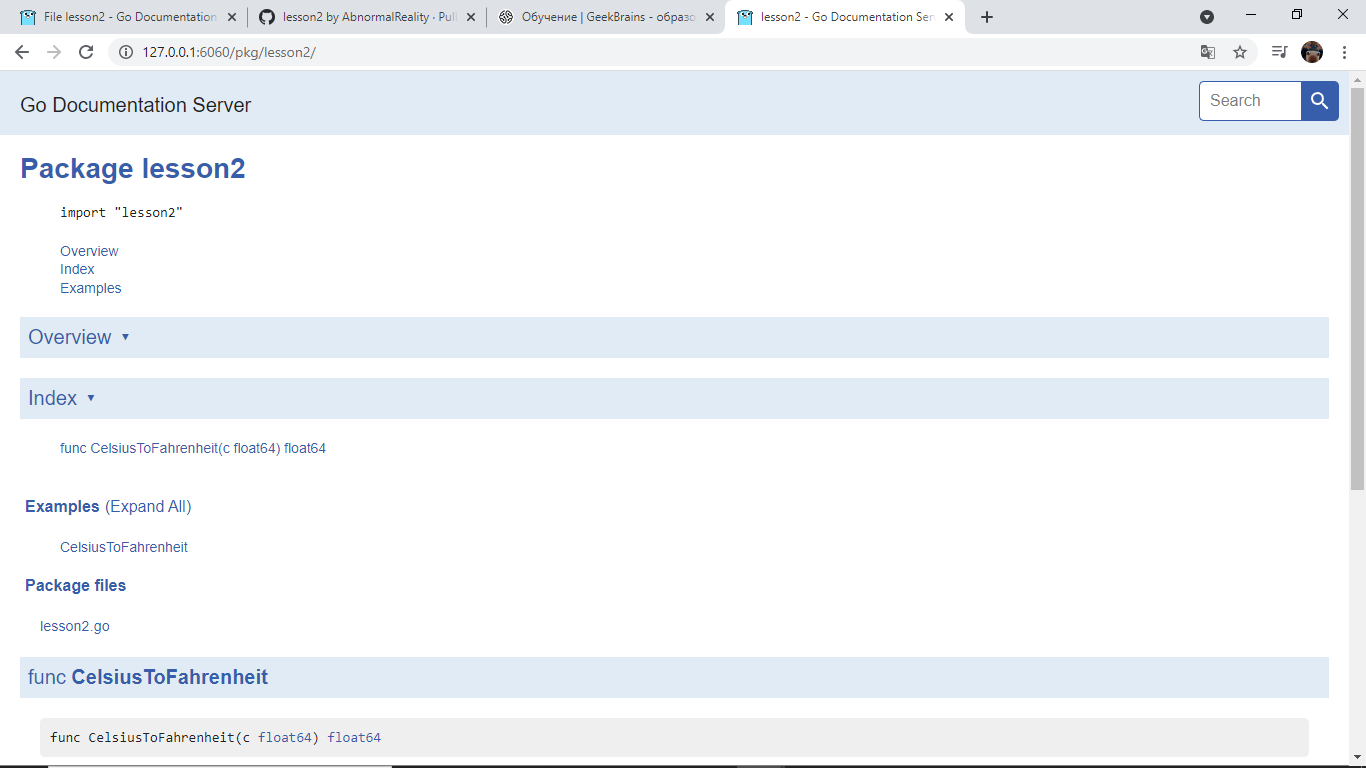 File lesson2 - Go Documentation
lesson2 by AbnormalReality · Pull
Обучение | GeekBrains - образо
lesson2 - Go Documentation Ser
127.0.0.1:6060/pkg/lesson2/
Go Documentation Server
Search
Package lesson2
import "lesson2"
Overview
Index
Examples
Overview ▾
Index ▾
func CelsiusToFahrenheit(c float64) float64
Examples (Expand All)
CelsiusToFahrenheit
Package files
lesson2.go
func CelsiusToFahrenheit
func CelsiusToFahrenheit(c float64) float64